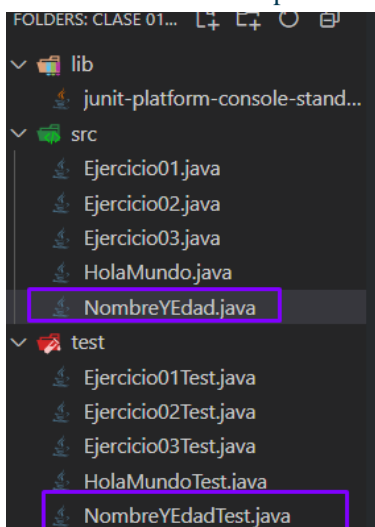 FOLDERS: CLASE 01...
lib
junit-platform-console-stand...
src
Ejercicio01.java
Ejercicio02.java
Ejercicio03.java
HolaMundo.java
NombreYEdad.java
test
Ejercicio01Test.java
Ejercicio02Test.java
Ejercicio03Test.java
HolaMundoTest.java
NombreYEdadTest.java